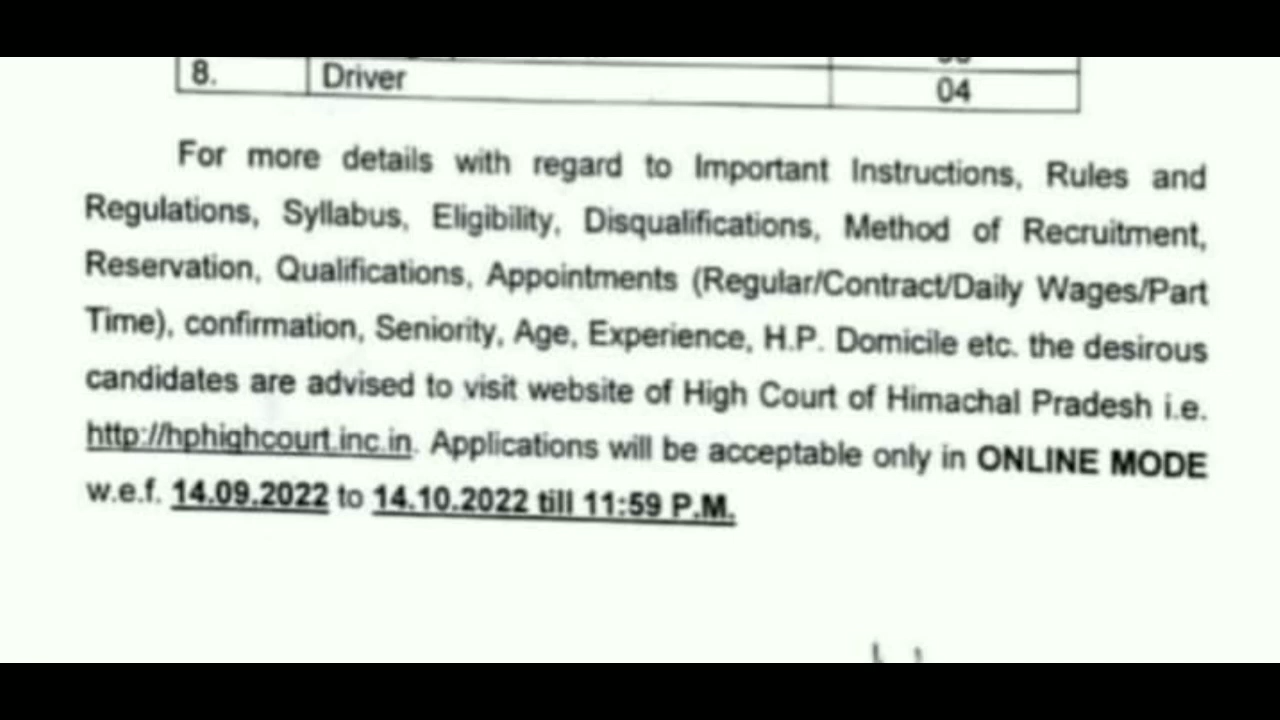 8. Driver 04
For more details with regard to Important Instructions, Rules and
Regulations, Syllabus, Eligibility, Disqualifications, Method of Recruitment,
Reservation, Qualifications, Appointments (Regular/Contract/Daily Wages/Part
Time), confirmation, Seniority, Age, Experience, H.P. Domicile etc. the desirous
candidates are advised to visit website of High Court of Himachal Pradesh i.e.
http://hphighcourt.inc.in. Applications will be acceptable only in ONLINE MODE
w.e.f. 14.09.2022 to 14.10.2022 till 11:59 P.M.